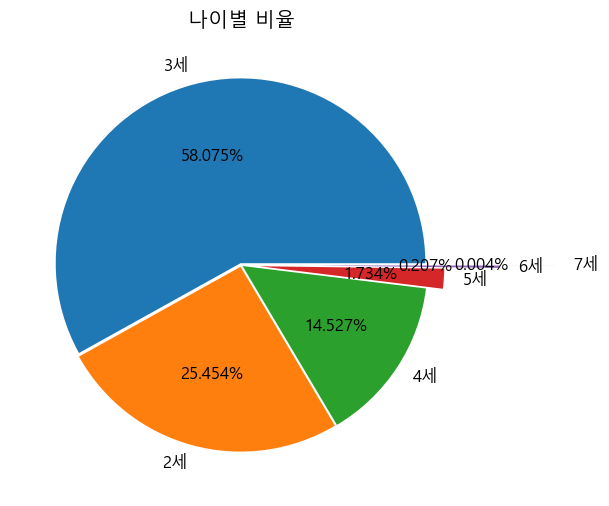 나이별 비율
3세
58.075%
0.207%
0.004%
6세
7세
1.734%
5세
14.527%
25.454%
4세
2세